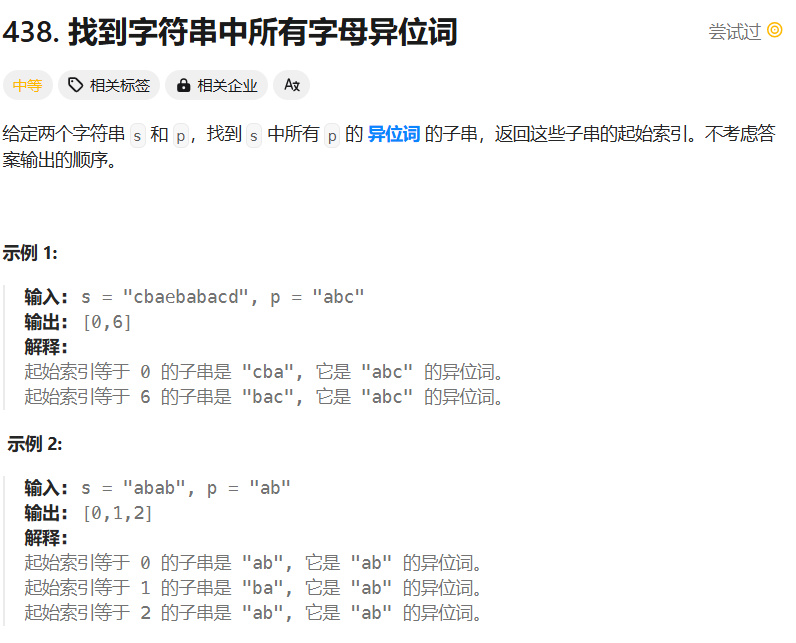 438. 找到字符串中所有字母异位词
尝试过
中等 相关标签 相关企业 Ax
给定两个字符串 s 和 p，找到 s 中所有 p 的 异位词 的子串，返回这些子串的起始索引。不考虑答
案输出的顺序。
示例 1:
输入: s = "cbaebabacd", p = "abc"
输出: [0,6]
解释:
起始索引等于 0 的子串是 "cba", 它是 "abc" 的异位词。
起始索引等于 6 的子串是 "bac", 它是 "abc" 的异位词。
示例 2:
输入: s = "abab", p = "ab"
输出: [0,1,2]
解释:
起始索引等于 0 的子串是 "ab", 它是 "ab" 的异位词。
起始索引等于 1 的子串是 "ba", 它是 "ab" 的异位词。
起始索引等于 2 的子串是 "ab", 它是 "ab" 的异位词。